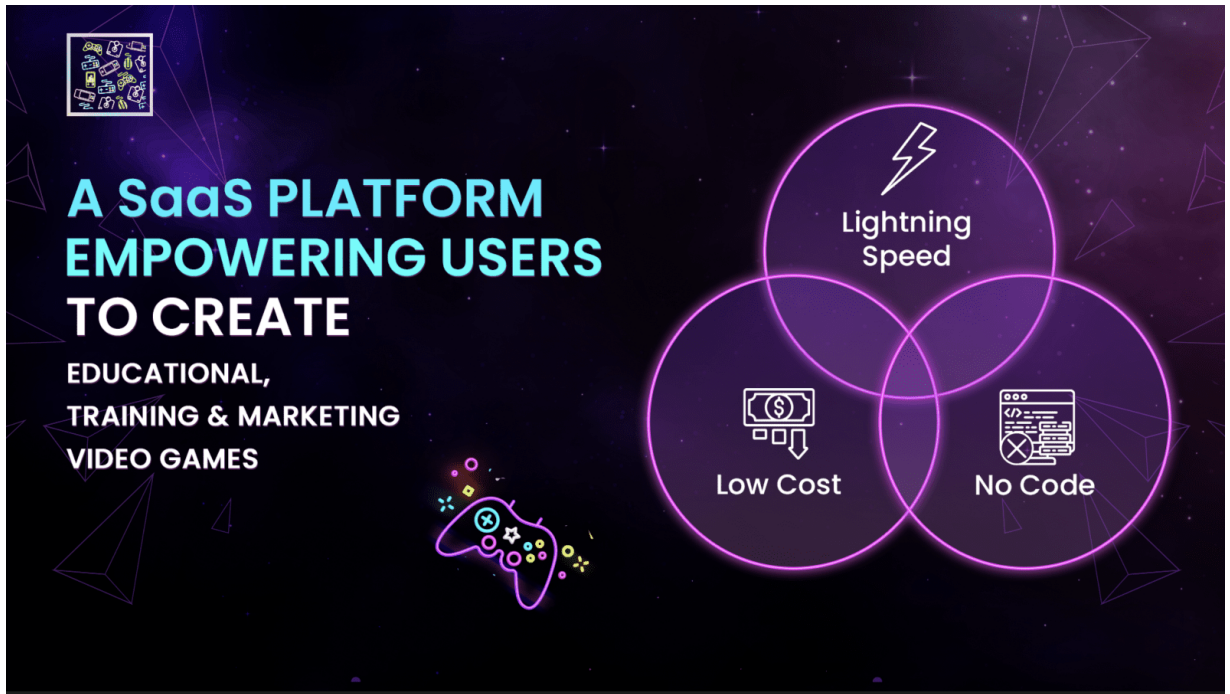 A SaaS PLATFORM
EMPOWERING USERS
TO CREATE
EDUCATIONAL,
TRAINING & MARKETING
VIDEO GAMES
Lightning
Speed
$
Low Cost
</>
No Code